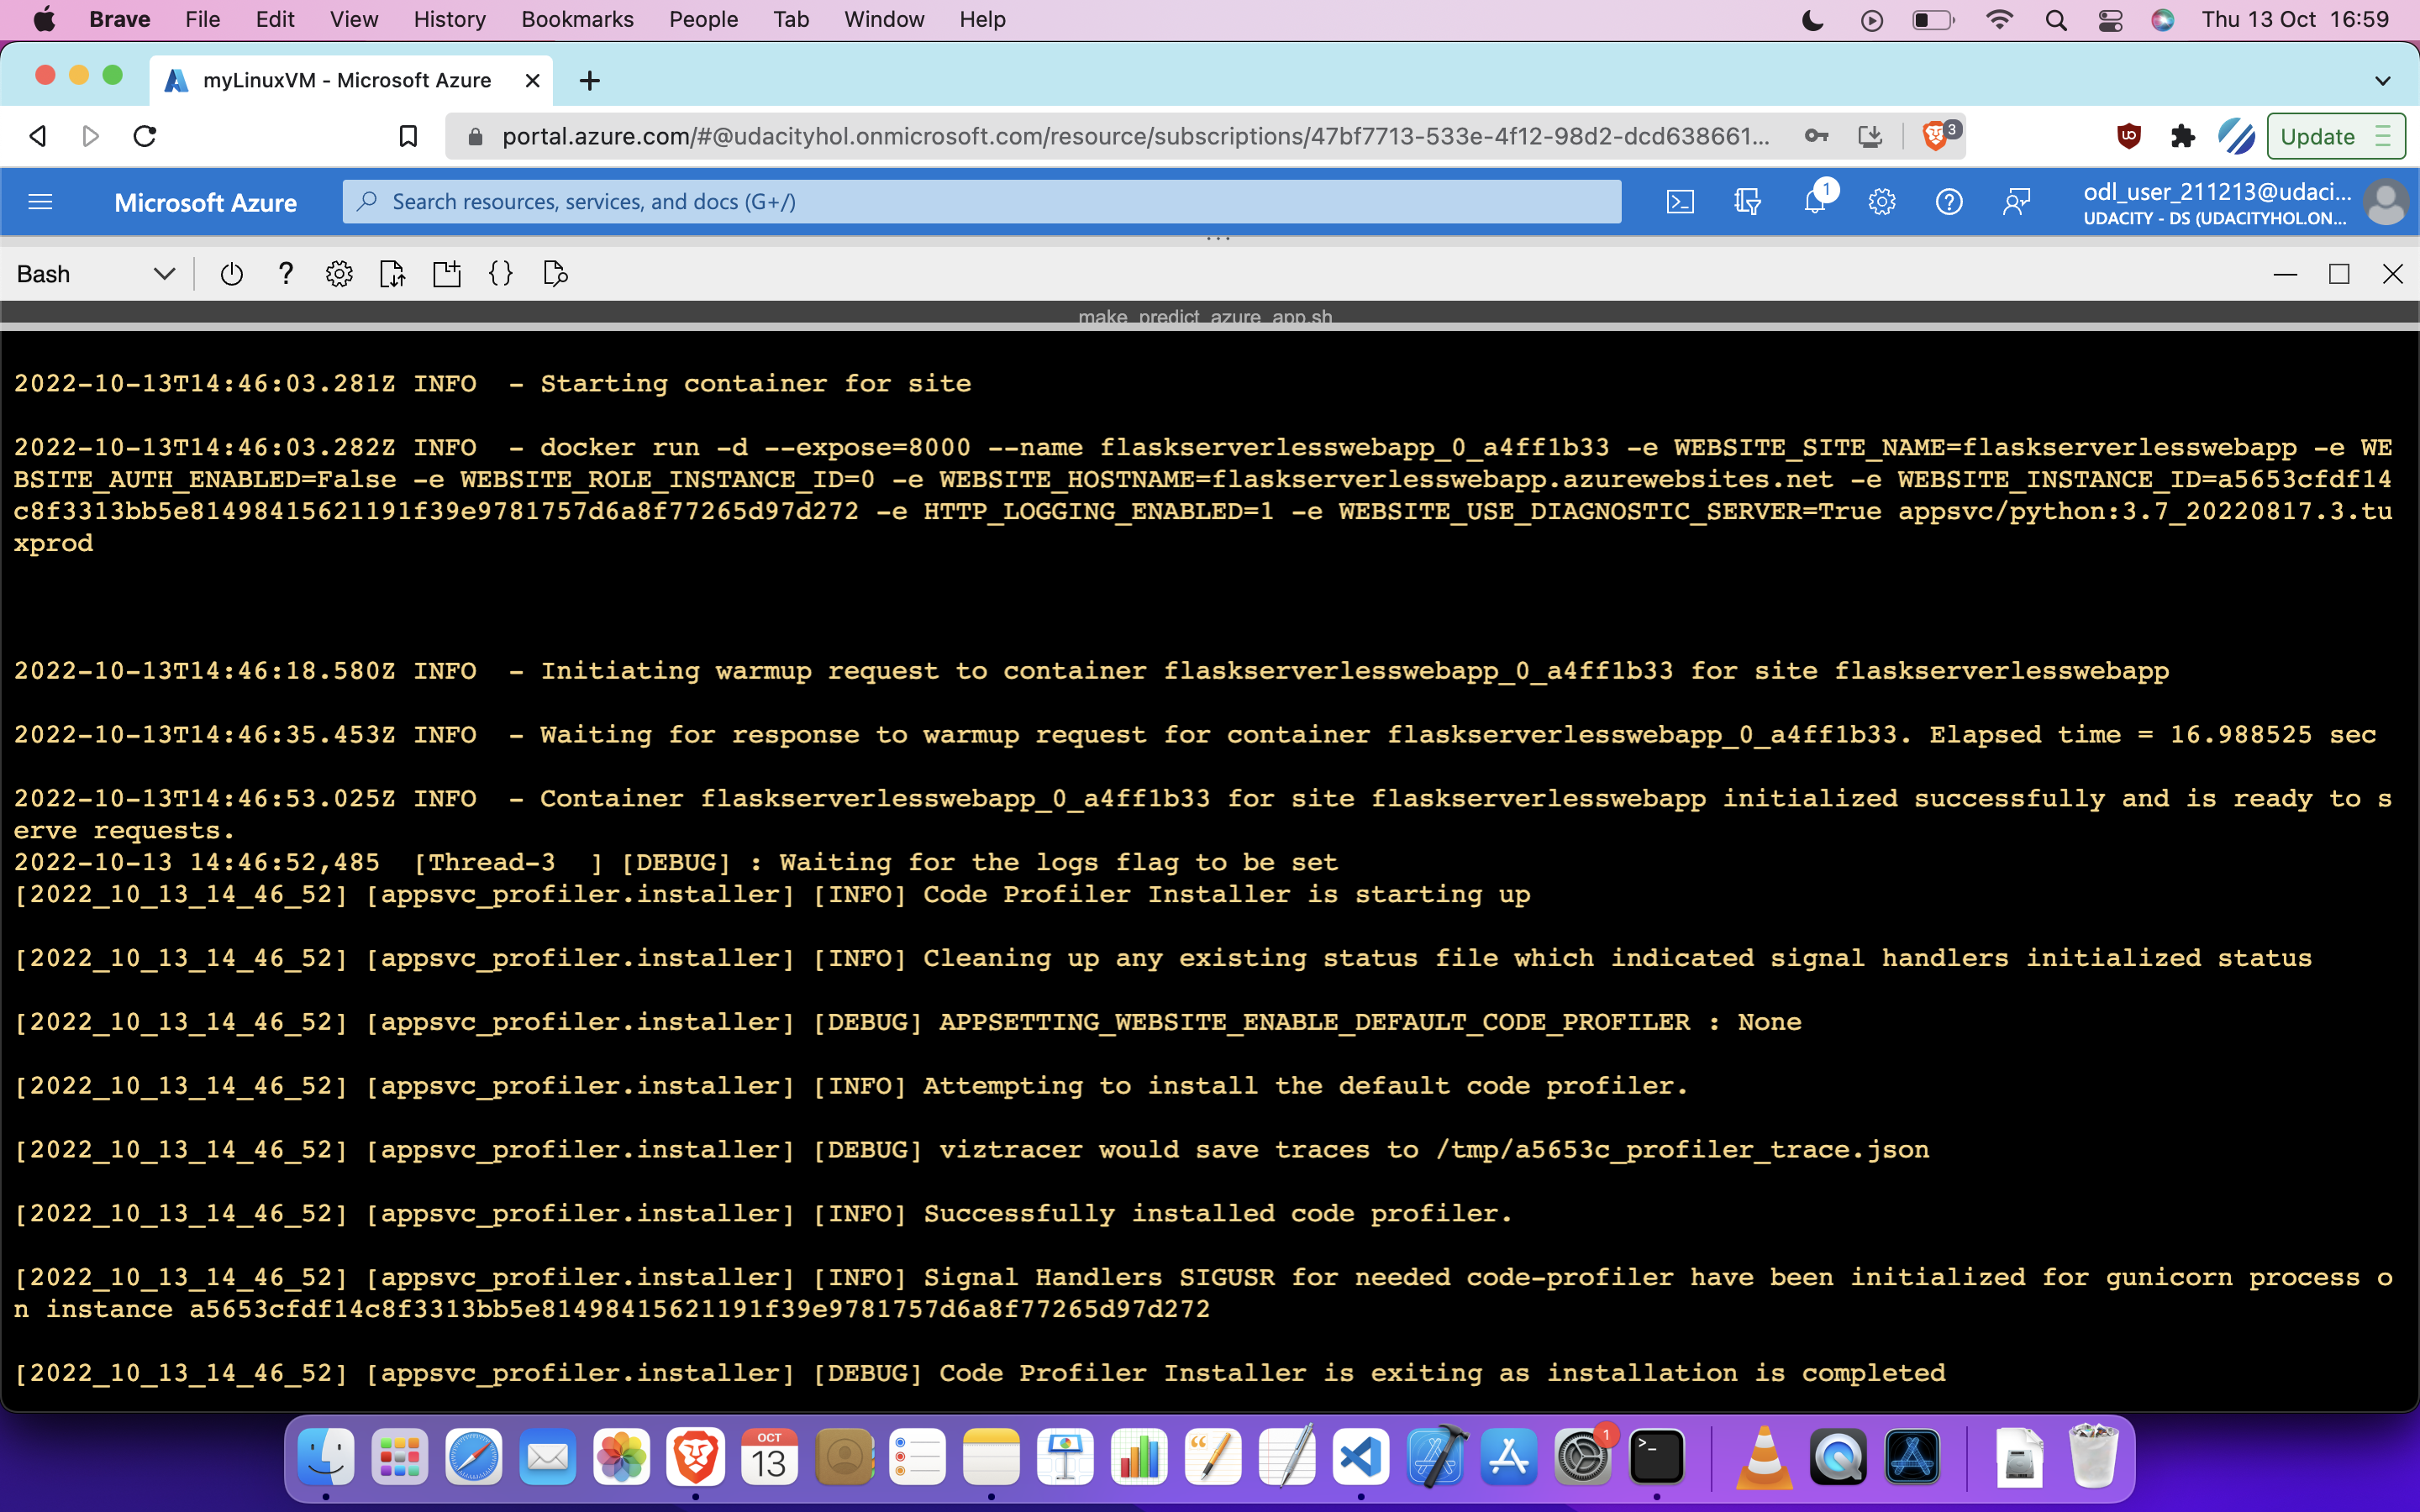 Brave File Edit View History Bookmarks People Tab Window Help Thu 13 Oct 16:59
myLinuxVM - Microsoft Azure
portal.azure.com/#@udacityhol.onmicrosoft.com/resource/subscriptions/47bf7713-533e-4f12-98d2-dcd638661... 3 Update
Microsoft Azure Search resources, services, and docs (G+/) 1 odl_user_211213@udaci...
UDACITY - DS (UDACITYHOL.ON...
Bash
make_predict_azure_app.sh
2022-10-13T14:46:03.281Z INFO  - Starting container for site
2022-10-13T14:46:03.282Z INFO  - docker run -d --expose=8000 --name flaskserverlesswebapp_0_a4ff1b33 -e WEBSITE_SITE_NAME=flaskserverlesswebapp -e WE
BSITE_AUTH_ENABLED=False -e WEBSITE_ROLE_INSTANCE_ID=0 -e WEBSITE_HOSTNAME=flaskserverlesswebapp.azurewebsites.net -e WEBSITE_INSTANCE_ID=a5653cfdf14
c8f3313bb5e81498415621191f39e9781757d6a8f77265d97d272 -e HTTP_LOGGING_ENABLED=1 -e WEBSITE_USE_DIAGNOSTIC_SERVER=True appsvc/python:3.7_20220817.3.tu
xprod
2022-10-13T14:46:18.580Z INFO  - Initiating warmup request to container flaskserverlesswebapp_0_a4ff1b33 for site flaskserverlesswebapp
2022-10-13T14:46:35.453Z INFO  - Waiting for response to warmup request for container flaskserverlesswebapp_0_a4ff1b33. Elapsed time = 16.988525 sec
2022-10-13T14:46:53.025Z INFO  - Container flaskserverlesswebapp_0_a4ff1b33 for site flaskserverlesswebapp initialized successfully and is ready to s
erve requests.
2022-10-13 14:46:52,485  [Thread-3  ] [DEBUG] : Waiting for the logs flag to be set
[2022_10_13_14_46_52] [appsvc_profiler.installer] [INFO] Code Profiler Installer is starting up
[2022_10_13_14_46_52] [appsvc_profiler.installer] [INFO] Cleaning up any existing status file which indicated signal handlers initialized status
[2022_10_13_14_46_52] [appsvc_profiler.installer] [DEBUG] APPSETTING_WEBSITE_ENABLE_DEFAULT_CODE_PROFILER : None
[2022_10_13_14_46_52] [appsvc_profiler.installer] [INFO] Attempting to install the default code profiler.
[2022_10_13_14_46_52] [appsvc_profiler.installer] [DEBUG] viztracer would save traces to /tmp/a5653c_profiler_trace.json
[2022_10_13_14_46_52] [appsvc_profiler.installer] [INFO] Successfully installed code profiler.
[2022_10_13_14_46_52] [appsvc_profiler.installer] [INFO] Signal Handlers SIGUSR for needed code-profiler have been initialized for gunicorn process o
n instance a5653cfdf14c8f3313bb5e81498415621191f39e9781757d6a8f77265d97d272
[2022_10_13_14_46_52] [appsvc_profiler.installer] [DEBUG] Code Profiler Installer is exiting as installation is completed
OCT
13
1